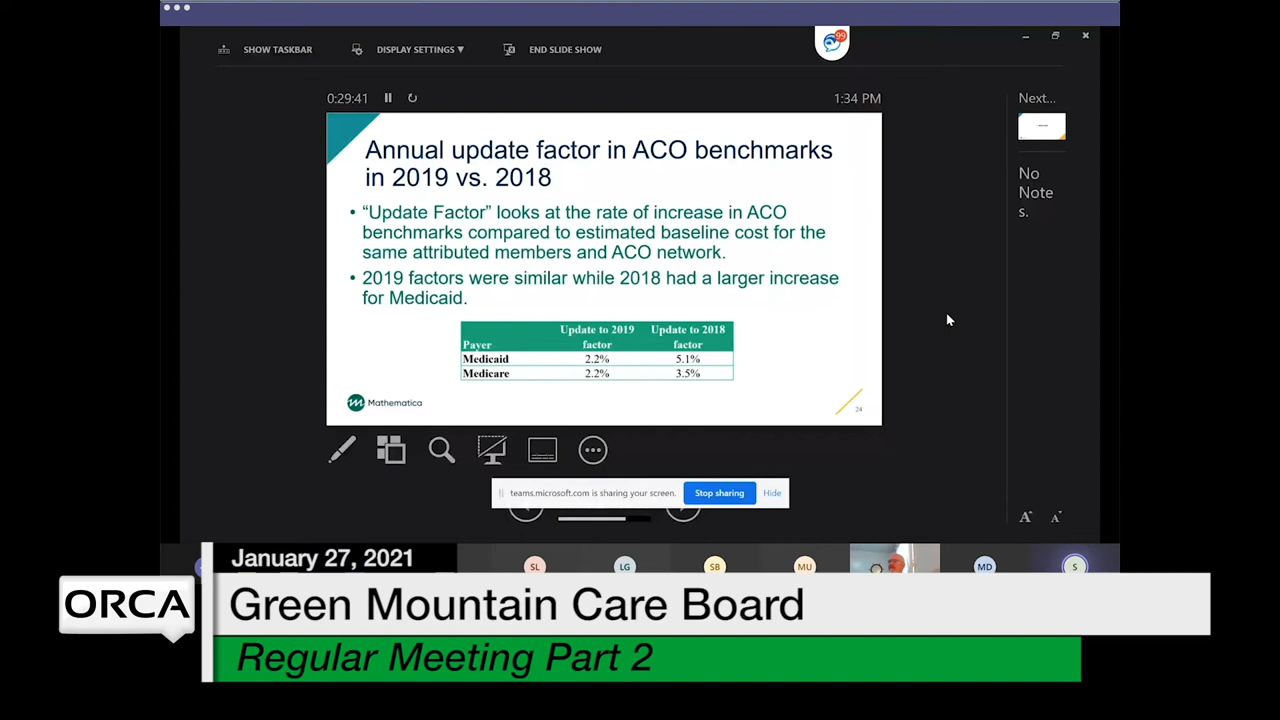 SHOW TASKBAR
DISPLAY SETTINGS ▼
END SLIDE SHOW
99
0:29:41
1:34 PM
Next...
Annual update factor in ACO benchmarks
in 2019 vs. 2018
• “Update Factor” looks at the rate of increase in ACO
benchmarks compared to estimated baseline cost for the
same attributed members and ACO network.
• 2019 factors were similar while 2018 had a larger increase
for Medicaid.
Update to 2019 Update to 2018
Payer factor factor
Medicaid 2.2% 5.1%
Medicare 2.2% 3.5%
Mathematica
24
No
Note
s.
teams.microsoft.com is sharing your screen.
Stop sharing
Hide
A A
SL LG SB MU MD S
January 27, 2021
ORCA
Green Mountain Care Board
Regular Meeting Part 2